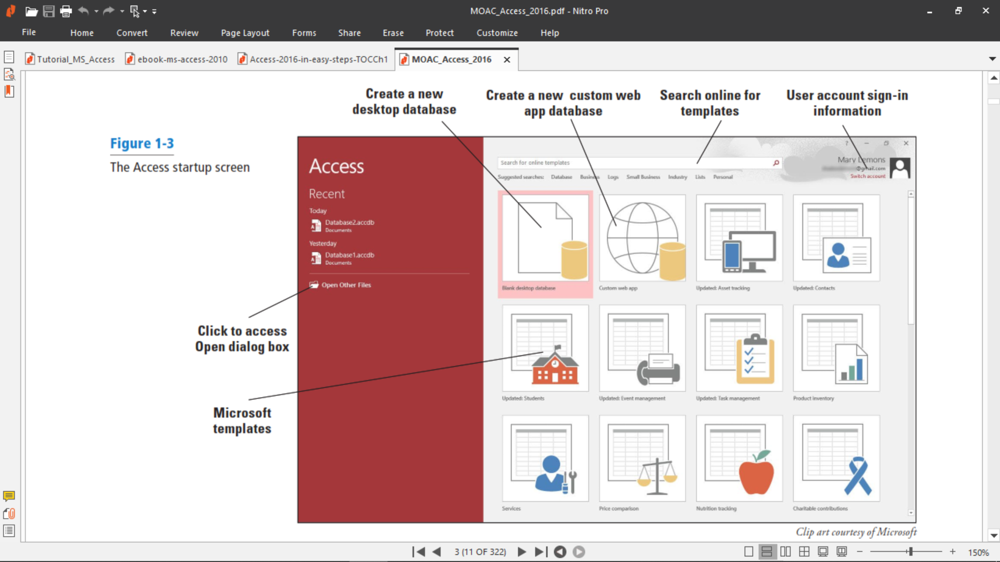 MOAC_Access_2016.pdf - Nitro Pro
File Home Convert Review Page Layout Forms Share Erase Protect Customize Help
Tutorial_MS_Access ebook-ms-access-2010 Access-2016-in-easy-steps-TOCCh1 MOAC_Access_2016
Create a new
desktop database
Create a new custom web
app database
Search online for
templates
User account sign-in
information
Figure 1-3
The Access startup screen
Access
Recent
Today
Database2.accdb
Documents
Yesterday
Database1.accdb
Documents
Open Other Files
Search for online templates
Suggested searches: Database Business Logs Small Business Industry Lists Personal
Mary Lemons
@gmail.com
Switch account
Blank desktop database
Custom web app
Updated: Asset tracking
Updated: Contacts
Updated: Students
Updated: Event management
Updated: Task management
Product inventory
Services
Price comparison
Nutrition tracking
Charitable contributions
Click to access
Open dialog box
Microsoft
templates
Clip art courtesy of Microsoft
3 (11 OF 322)
150%